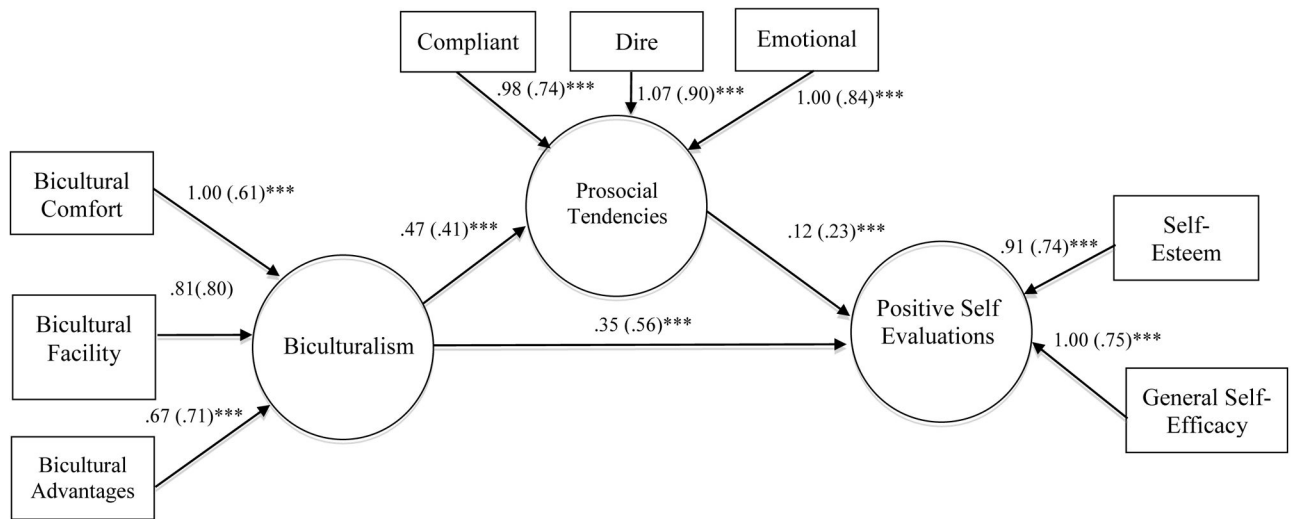 Compliant
Dire
Emotional
.98 (.74)***
1.07 (.90)***
1.00 (.84)***
Bicultural
Comfort
1.00 (.61)***
Prosocial
Tendencies
.47 (.41)***
.12 (.23)***
Self-
Esteem
.91 (.74)***
.81(.80)
Bicultural
Facility
Biculturalism
.35 (.56)***
Positive Self
Evaluations
1.00 (.75)***
General Self-
Efficacy
.67 (.71)***
Bicultural
Advantages